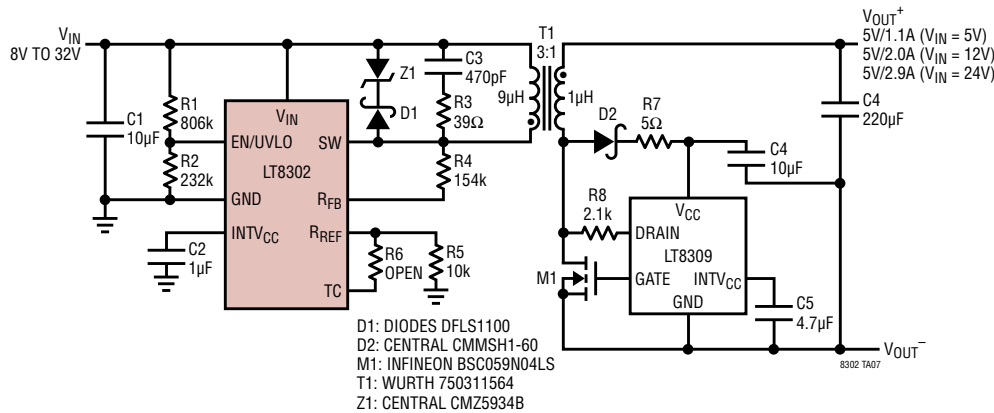 VIN
8V TO 32V
C1
10µF
R1
806k
R2
232k
VIN
EN/UVLO
SW
LT8302
GND
RFB
INTVCC
RREF
TC
C2
1µF
Z1
D1
C3
470pF
R3
39Ω
R4
154k
R6
OPEN
R5
10k
T1
3:1
9µH
1µH
D2
R7
5Ω
C4
10µF
R8
2.1k
VCC
DRAIN
LT8309
GATE
INTVCC
GND
M1
C5
4.7µF
VOUT+
5V/1.1A (VIN = 5V)
5V/2.0A (VIN = 12V)
5V/2.9A (VIN = 24V)
C4
220µF
VOUT–
8302 TA07
D1: DIODES DFLS1100
D2: CENTRAL CMMSH1-60
M1: INFINEON BSC059N04LS
T1: WURTH 750311564
Z1: CENTRAL CMZ5934B